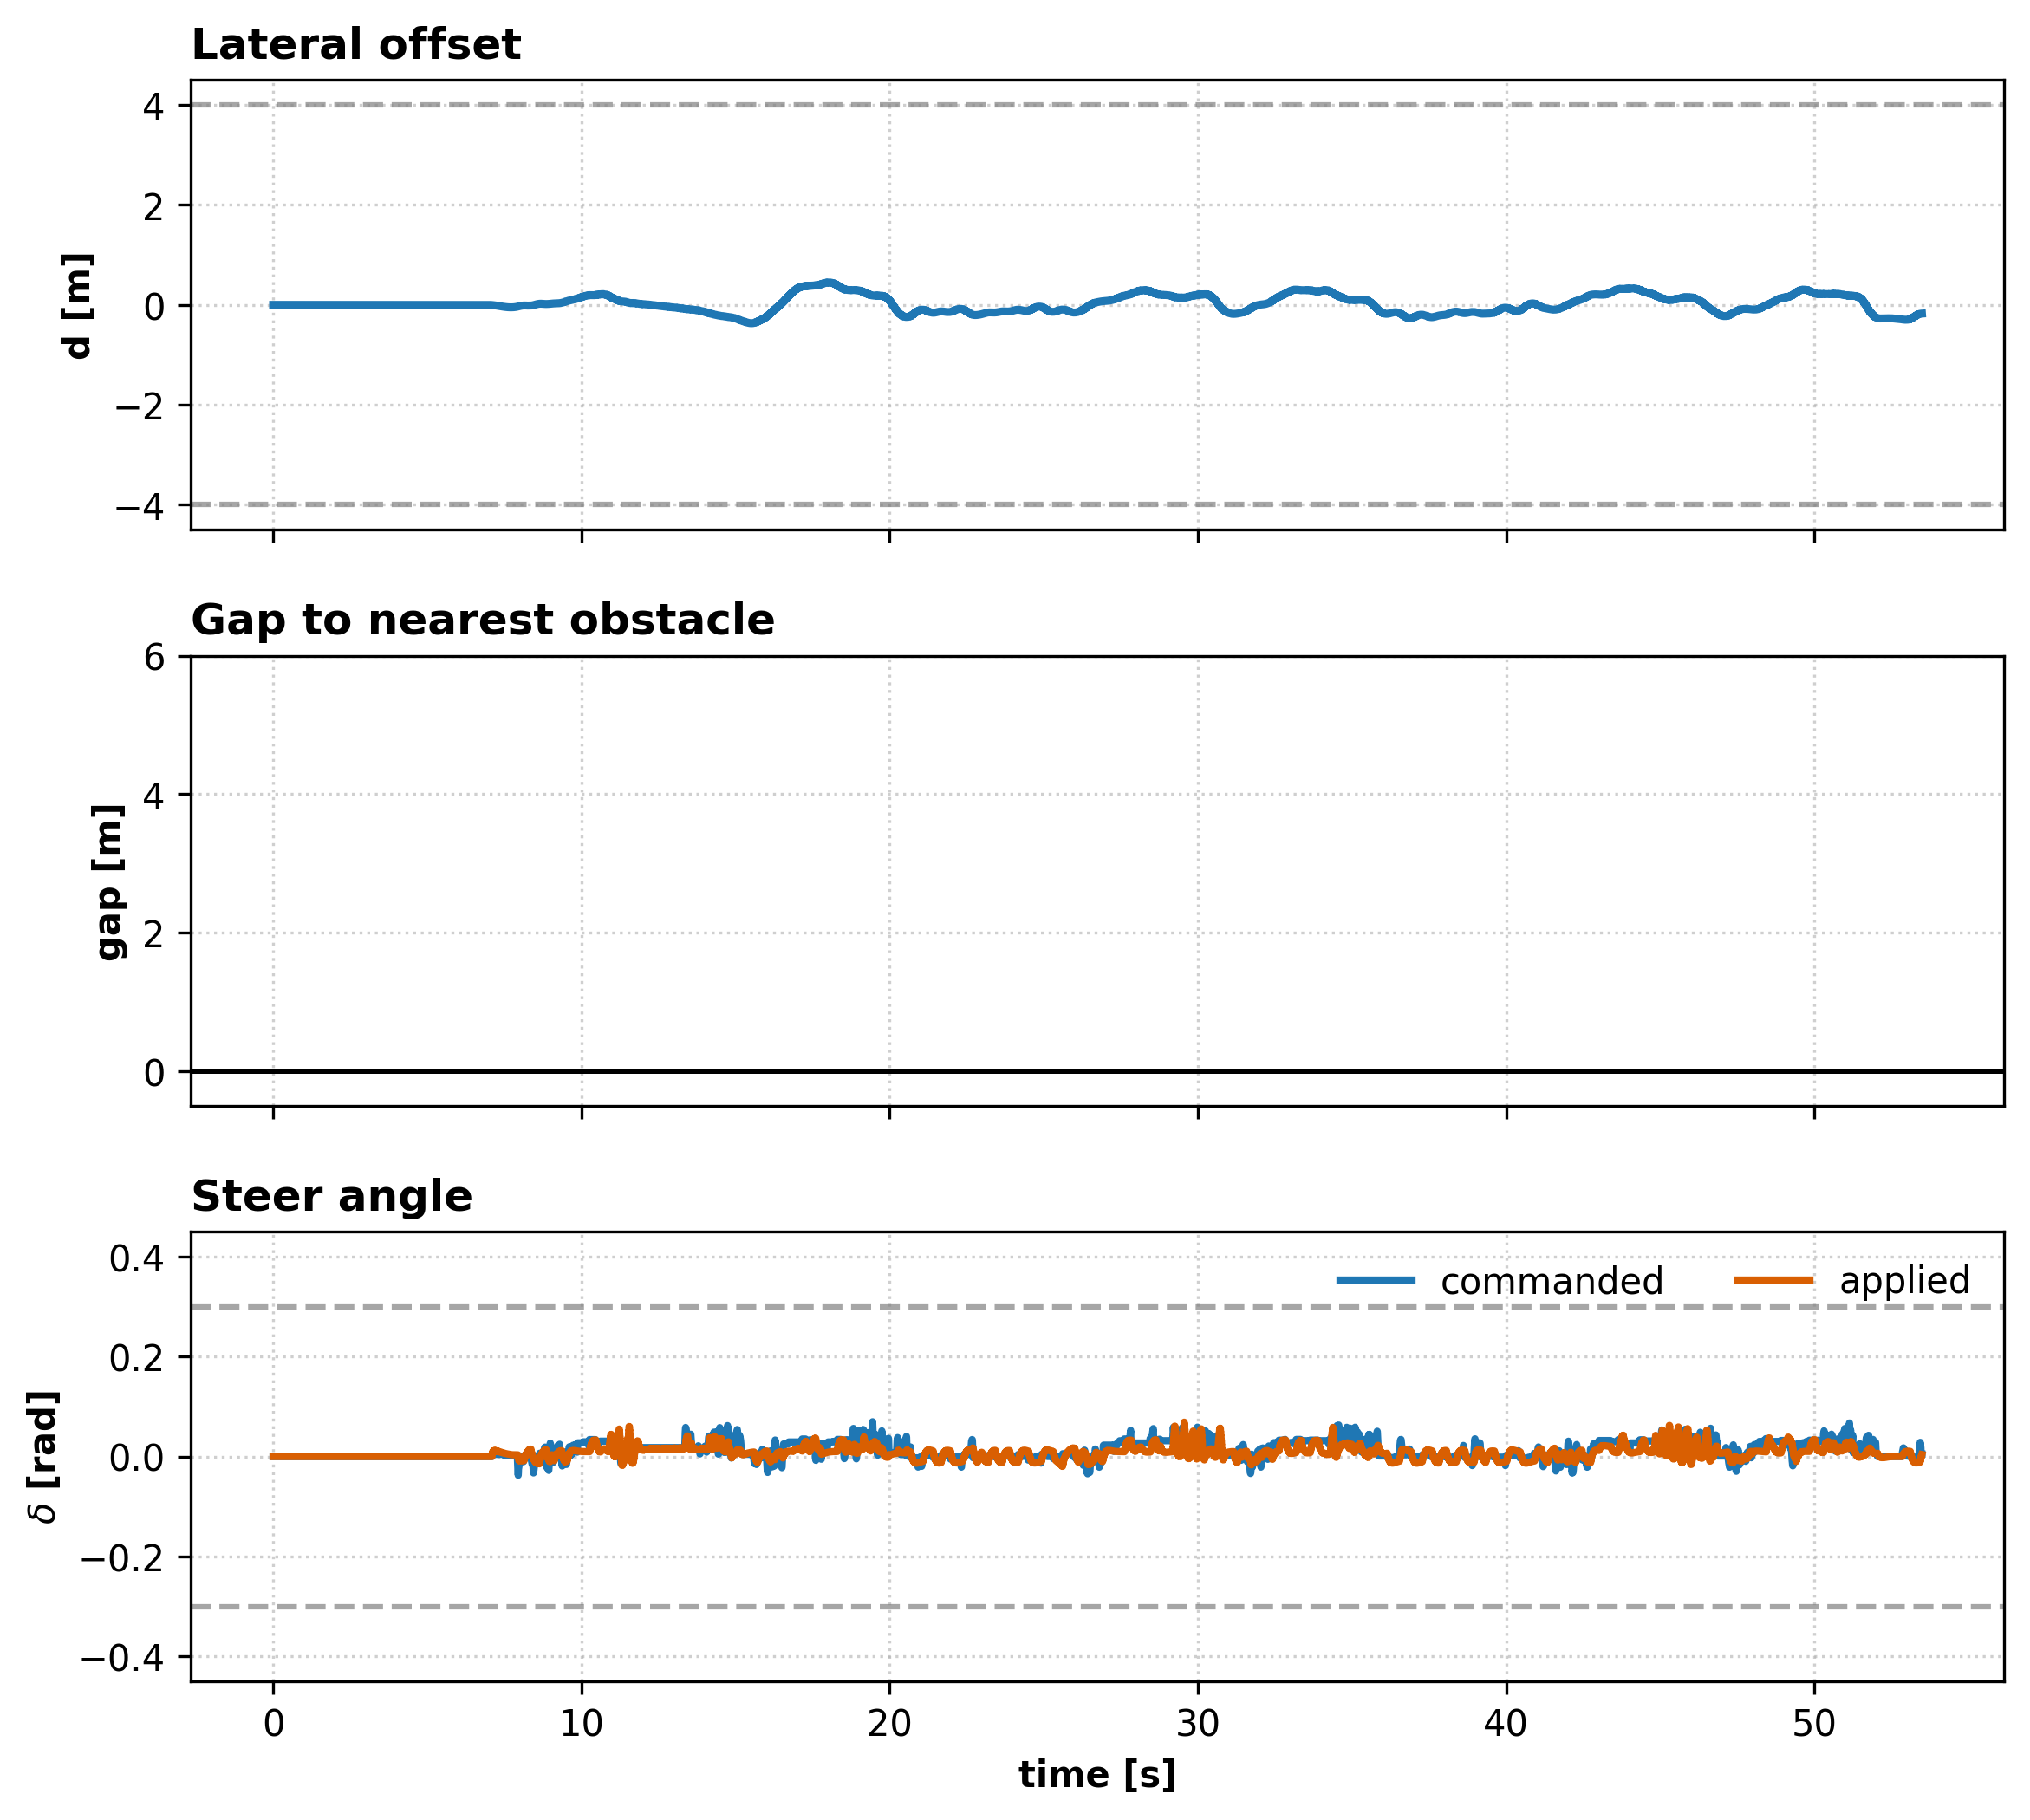 Lateral offset
4
2
0
−2
−4
d [m]
Gap to nearest obstacle
6
4
2
0
gap [m]
Steer angle
0.4
0.2
0.0
−0.2
−0.4
δ [rad]
commanded applied
0 10 20 30 40 50
time [s]